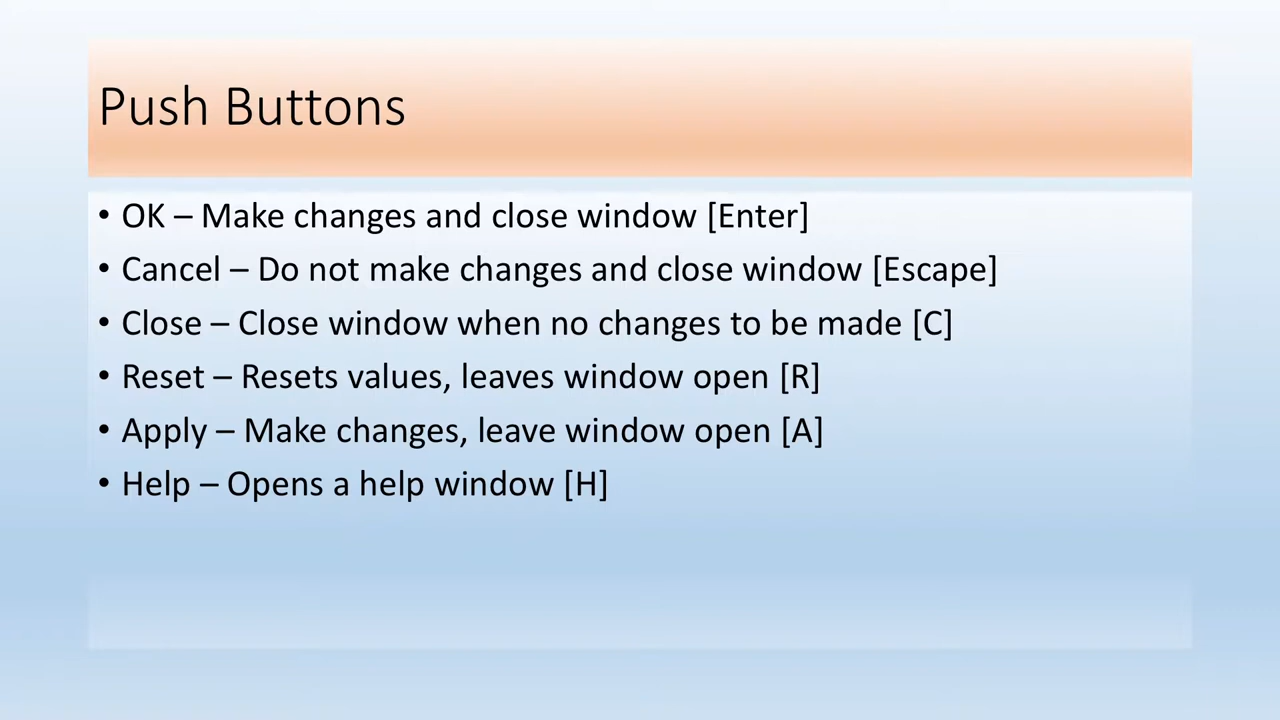 Push Buttons
• OK – Make changes and close window [Enter]
• Cancel – Do not make changes and close window [Escape]
• Close – Close window when no changes to be made [C]
• Reset – Resets values, leaves window open [R]
• Apply – Make changes, leave window open [A]
• Help – Opens a help window [H]